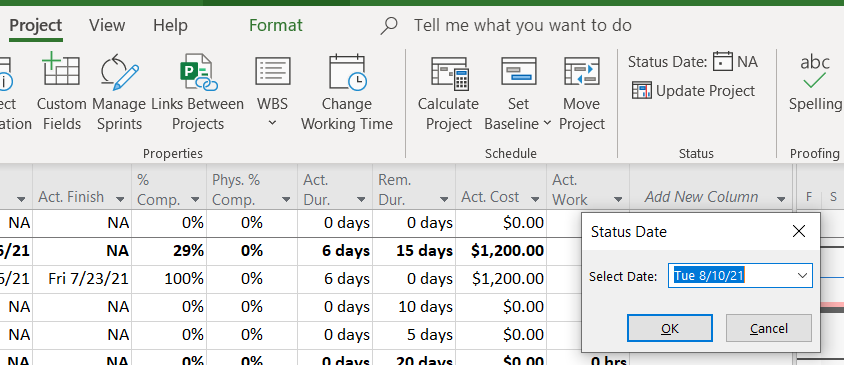 Project View Help Format Tell me what you want to do
Status Date: NA
Update Project
Custom Fields
Manage Sprints
Links Between Projects
WBS
Change Working Time
Calculate Project
Set Baseline
Move Project
abc
Spelling
Properties Schedule Status Proofing
Act. Finish % Comp. Phys. % Comp. Act. Dur. Rem. Dur. Act. Cost Act. Work Add New Column F S
NA NA 0% 0% 0 days 0 days $0.00
/21 NA 29% 0% 6 days 15 days $1,200.00
/21 Fri 7/23/21 100% 0% 6 days 0 days $1,200.00
NA NA 0% 0% 0 days 10 days $0.00
NA NA 0% 0% 0 days 5 days $0.00
NA NA 0% 0% 0 days 20 days $0.00 0 hrs
Status Date
Select Date: Tue 8/10/21
OK Cancel